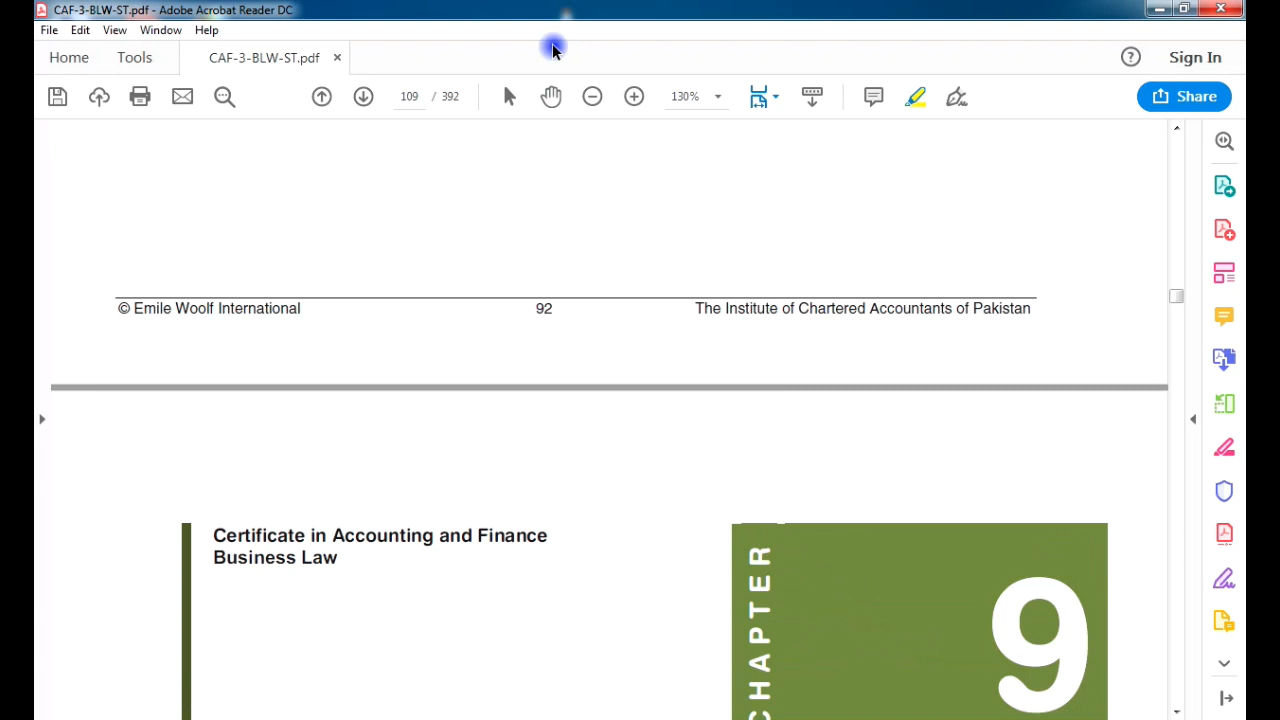 CAF-3-BLW-ST.pdf - Adobe Acrobat Reader DC
File Edit View Window Help
Home Tools CAF-3-BLW-ST.pdf × ? Sign In
109 / 392 130% Share
© Emile Woolf International 92 The Institute of Chartered Accountants of Pakistan
Certificate in Accounting and Finance
Business Law
CHAPTER
9